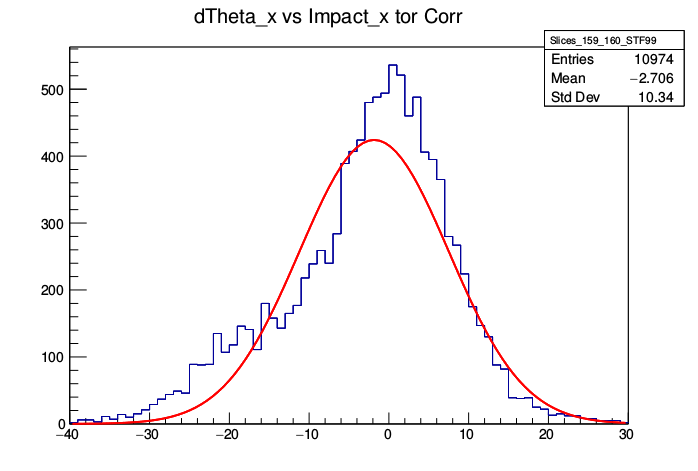 dTheta_x vs Impact_x tor Corr
Slices_159_160_STF99
Entries 10974
Mean −2.706
Std Dev 10.34
500
400
300
200
100
0
−40 −30 −20 −10 0 10 20 30